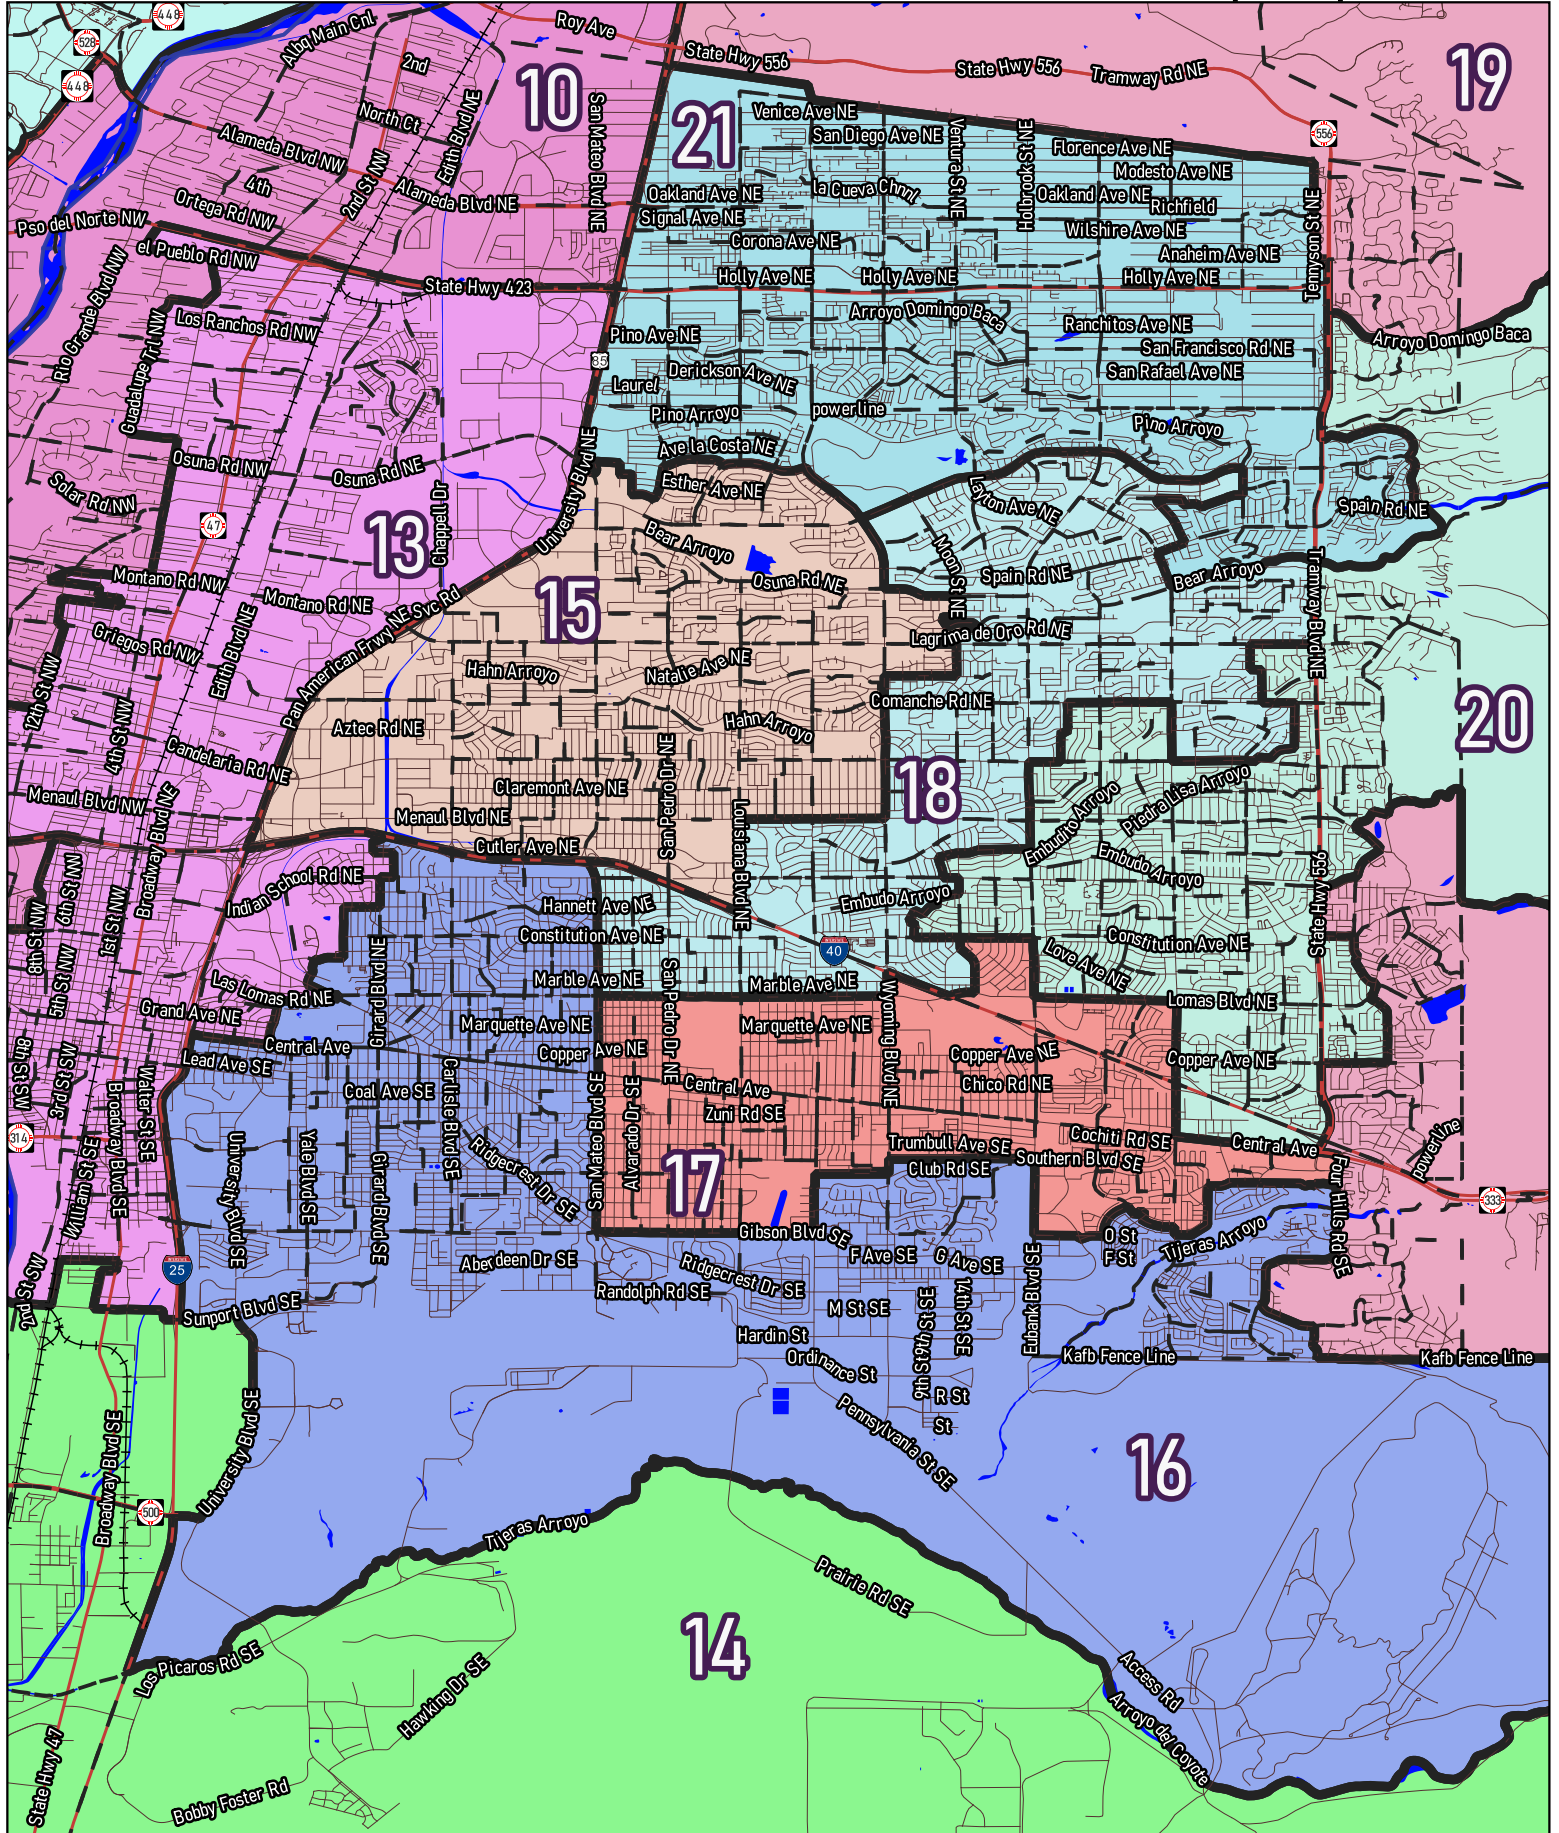 448
528
448
Albq Main Cnl
Roy Ave
2nd
State Hwy 556
State Hwy 556
Tramway Rd NE
19
10
North Ct
Edith Blvd NE
San Mateo Blvd NE
21
Venice Ave NE
San Diego Ave NE
Ventura St NE
Holbrook St NE
Florence Ave NE
556
Alameda Blvd NW
Modesto Ave NE
4th
2nd St NW
Alameda Blvd NE
Oakland Ave NE
la Cueva Chnnl
Oakland Ave NE
Richfield
Ortega Rd NW
Signal Ave NE
Pso del Norte NW
Wilshire Ave NE
Tennyson St NE
Corona Ave NE
el Pueblo Rd NW
Anaheim Ave NE
Holly Ave NE
Holly Ave NE
Holly Ave NE
State Hwy 423
Rio Grande Blvd NW
Los Ranchos Rd NW
Arroyo Domingo Baca
Ranchitos Ave NE
Pino Ave NE
Arroyo Domingo Baca
San Francisco Rd NE
Guadalupe Trl NW
85
Derickson Ave NE
San Rafael Ave NE
Laurel
Pino Arroyo
powerline
Pino Arroyo
Ave la Costa NE
Osuna Rd NW
Osuna Rd NE
University Blvd NE
Esther Ave NE
Layton Ave NE
Solar Rd NW
Spain Rd NE
47
13
Chappell Dr
Bear Arroyo
Moon St NE
Montano Rd NW
Osuna Rd NE
Spain Rd NE
Bear Arroyo
Montano Rd NE
15
Tramway Blvd NE
Pan American Frwy NE Svc Rd
Griegos Rd NW
Edith Blvd NE
Lagrima de Oro Rd NE
Hahn Arroyo
Natalie Ave NE
12th St NW
Comanche Rd NE
20
Aztec Rd NE
Hahn Arroyo
4th St NW
Candelaria Rd NE
San Pedro Dr NE
Claremont Ave NE
18
Piedra Lisa Arroyo
Menaul Blvd NW
Menaul Blvd NE
Embudito Arroyo
Broadway Blvd NE
Louisiana Blvd NE
Cutler Ave NE
Embudo Arroyo
6th St NW
Indian School Rd NE
Hannett Ave NE
Embudo Arroyo
State Hwy 556
8th St NW
1st St NW
Constitution Ave NE
Constitution Ave NE
40
Girard Blvd NE
Love Ave NE
5th St NW
Las Lomas Rd NE
Marble Ave NE
San Pedro Dr NE
Marble Ave NE
Wyoming Blvd NE
Lomas Blvd NE
Grand Ave NE
Marquette Ave NE
Marquette Ave NE
Central Ave
Copper Ave NE
Copper Ave NE
Copper Ave NE
Lead Ave SE
8th St SW
3rd St SW
Coal Ave SE
Central Ave
Chico Rd NE
Walter St SE
Broadway Blvd SE
Carlisle Blvd SE
San Mateo Blvd SE
Alvarado Dr SE
Zuni Rd SE
314
Trumbull Ave SE
Cochiti Rd SE
Central Ave
powerline
University Blvd SE
Yale Blvd SE
Girard Blvd SE
Ridgecrest Dr SE
Club Rd SE
Southern Blvd SE
William St SE
17
Four Hills Rd SE
333
Gibson Blvd SE
O St
F St
Tijeras Arroyo
Aberdeen Dr SE
F Ave SE
G Ave SE
25
2nd St SW
Ridgecrest Dr SE
Randolph Rd SE
Sunport Blvd SE
M St SE
14th St SE
Eubank Blvd SE
9th St SE
Hardin St
Kafb Fence Line
Kafb Fence Line
Ordinance St
9th St SE
R St
St
Pennsylvania St SE
University Blvd SE
Broadway Blvd SE
16
500
Tijeras Arroyo
Prairie Rd SE
14
Los Picaros Rd SE
Hawking Dr SE
Access Rd
Arroyo del Coyote
State Hwy 47
Bobby Foster Rd